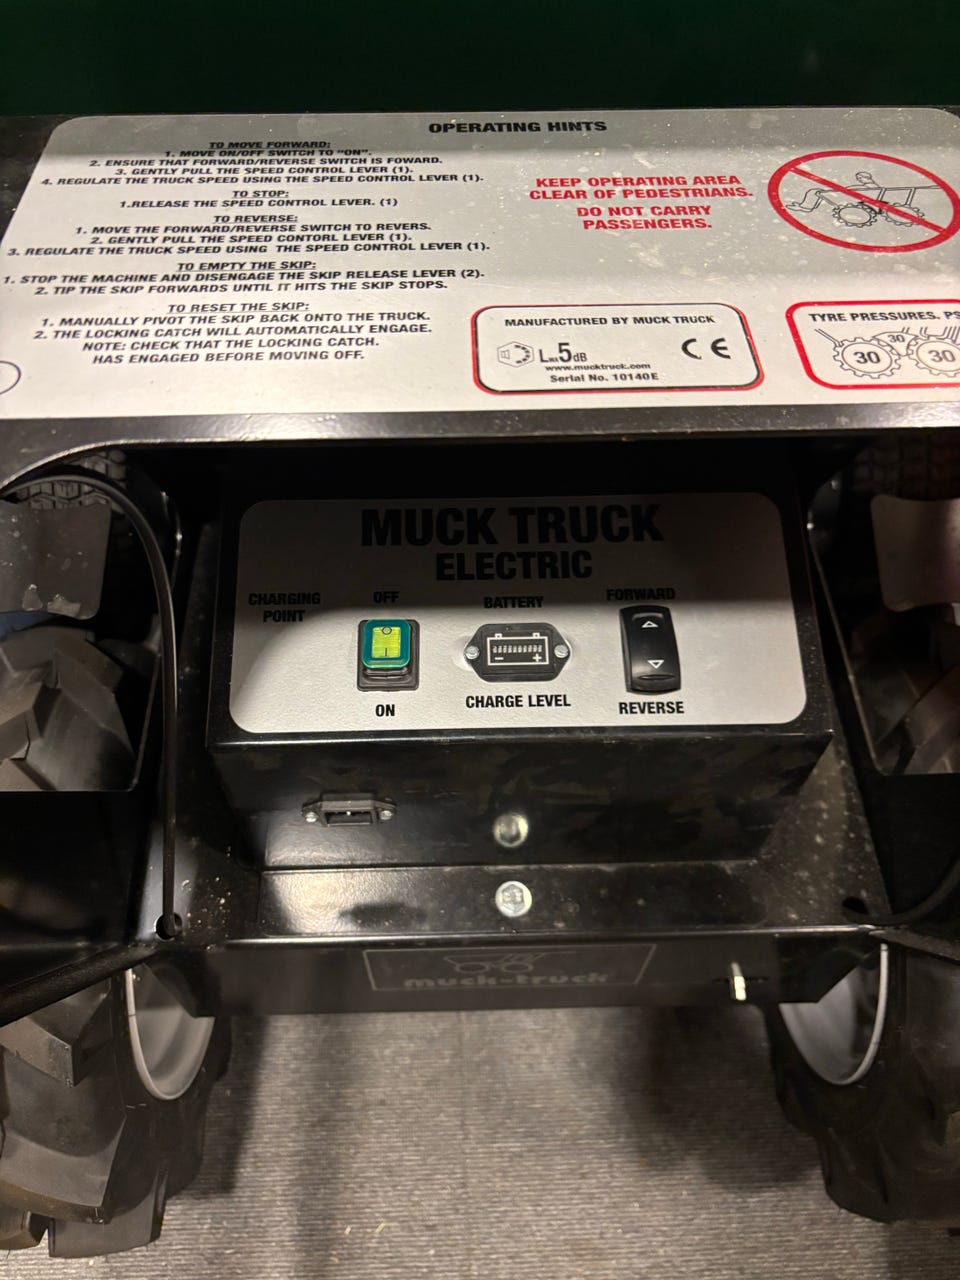 OPERATING HINTS
TO MOVE FORWARD:
1. MOVE ON/OFF SWITCH TO "ON".
2. ENSURE THAT FORWARD/REVERSE SWITCH IS FOWARD.
3. GENTLY PULL THE SPEED CONTROL LEVER (1).
4. REGULATE THE TRUCK SPEED USING THE SPEED CONTROL LEVER (1).
TO STOP:
1.RELEASE THE SPEED CONTROL LEVER. (1)
TO REVERSE:
1. MOVE THE FORWARD/REVERSE SWITCH TO REVERS.
2. GENTLY PULL THE SPEED CONTORL LEVER (1).
3. REGULATE THE TRUCK SPEED USING THE SPEED CONTROL LEVER (1).
TO EMPTY THE SKIP:
1. STOP THE MACHINE AND DISENGAGE THE SKIP RELEASE LEVER (2).
2. TIP THE SKIP FORWARDS UNTIL IT HITS THE SKIP STOPS.
TO RESET THE SKIP:
1. MANUALLY PIVOT THE SKIP BACK ONTO THE TRUCK.
2. THE LOCKING CATCH WILL AUTOMATICALLY ENGAGE.
NOTE: CHECK THAT THE LOCKING CATCH.
HAS ENGAGED BEFORE MOVING OFF.
KEEP OPERATING AREA
CLEAR OF PEDESTRIANS.
DO NOT CARRY
PASSENGERS.
MANUFACTURED BY MUCK TRUCK
5dB
CE
www.mucktruck.com
Serial No. 10140E
TYRE PRESSURES. PS
30
30 30
MUCK TRUCK
ELECTRIC
CHARGING
POINT
OFF
ON
BATTERY
CHARGE LEVEL
FORWARD
REVERSE
muck-truck